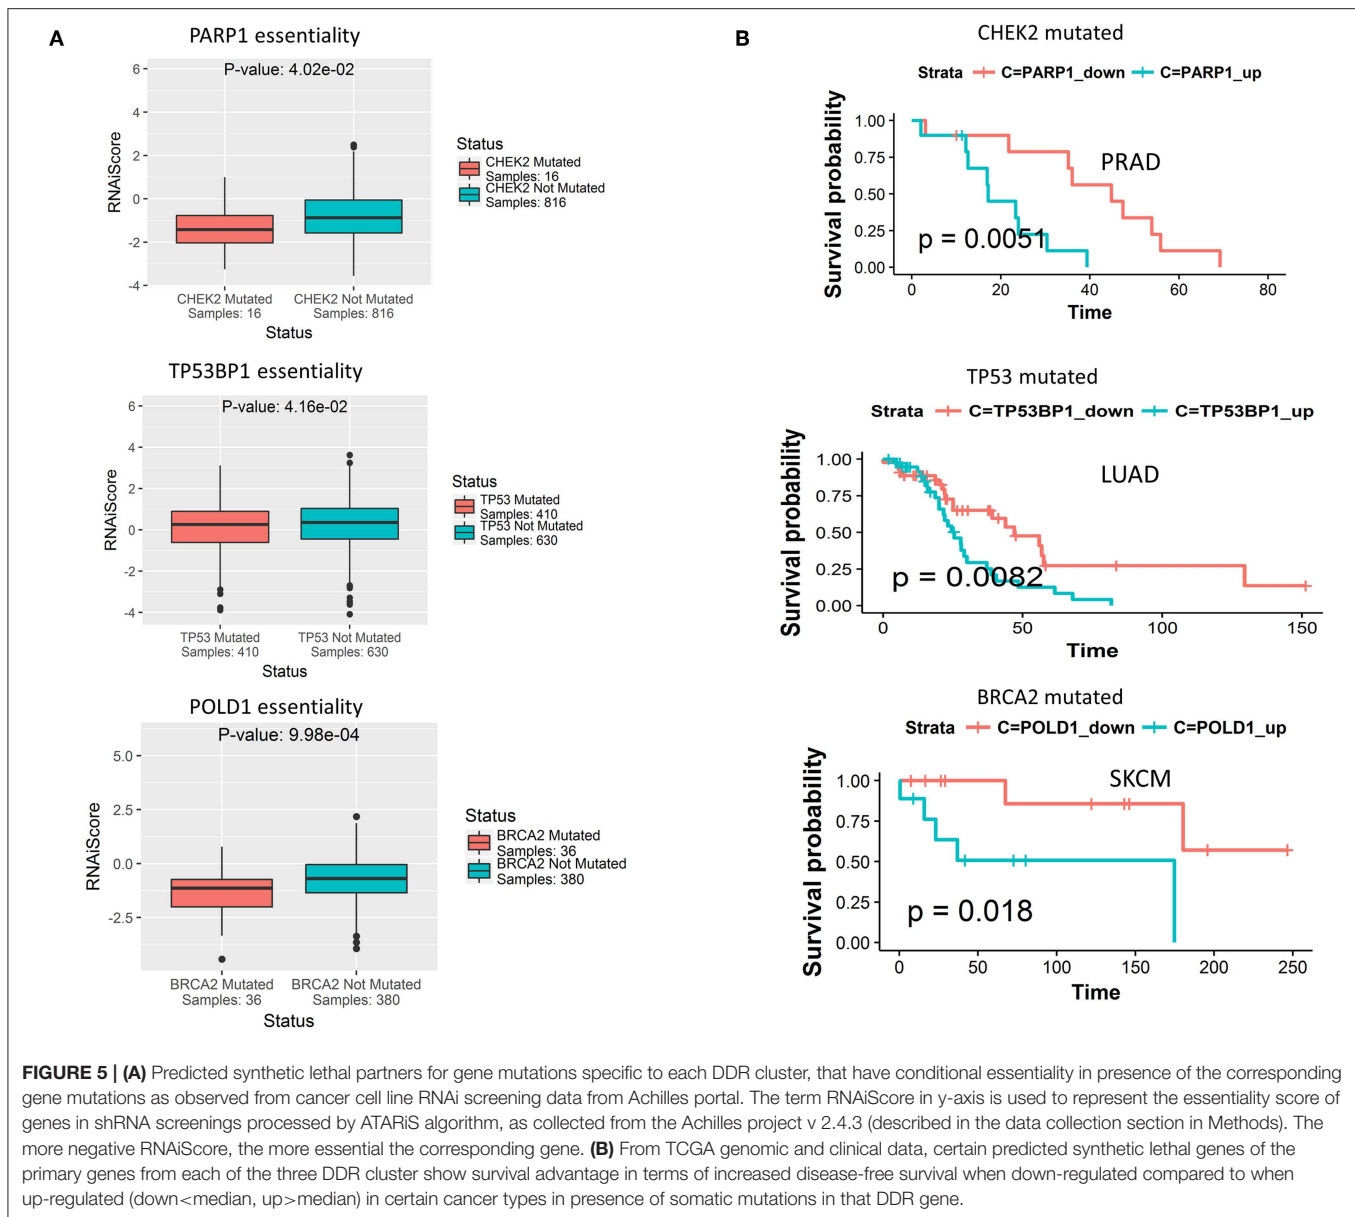 A
PARP1 essentiality
P-value: 4.02e-02
6
4
2
0
-2
-4
RNAiScore
CHEK2 Mutated
Samples: 16
CHEK2 Not Mutated
Samples: 816
Status
Status
CHEK2 Mutated
Samples: 16
CHEK2 Not Mutated
Samples: 816
TP53BP1 essentiality
P-value: 4.16e-02
6
4
2
0
-2
-4
RNAiScore
TP53 Mutated
Samples: 410
TP53 Not Mutated
Samples: 630
Status
Status
TP53 Mutated
Samples: 410
TP53 Not Mutated
Samples: 630
POLD1 essentiality
P-value: 9.98e-04
5.0
2.5
0.0
-2.5
RNAiScore
BRCA2 Mutated
Samples: 36
BRCA2 Not Mutated
Samples: 380
Status
Status
BRCA2 Mutated
Samples: 36
BRCA2 Not Mutated
Samples: 380
B
CHEK2 mutated
Strata C=PARP1_down C=PARP1_up
1.00
0.75
0.50
0.25
0.00
Survival probability
PRAD
p = 0.0051
0 20 40 60 80
Time
TP53 mutated
Strata C=TP53BP1_down C=TP53BP1_up
1.00
0.75
0.50
0.25
0.00
Survival probability
LUAD
p = 0.0082
0 50 100 150
Time
BRCA2 mutated
Strata C=POLD1_down C=POLD1_up
1.00
0.75
0.50
0.25
0.00
Survival probability
SKCM
p = 0.018
0 50 100 150 200 250
Time
FIGURE 5 | (A) Predicted synthetic lethal partners for gene mutations specific to each DDR cluster, that have conditional essentiality in presence of the corresponding
gene mutations as observed from cancer cell line RNAi screening data from Achilles portal. The term RNAiScore in y-axis is used to represent the essentiality score of
genes in shRNA screenings processed by ATARiS algorithm, as collected from the Achilles project v 2.4.3 (described in the data collection section in Methods). The
more negative RNAiScore, the more essential the corresponding gene. (B) From TCGA genomic and clinical data, certain predicted synthetic lethal genes of the
primary genes from each of the three DDR cluster show survival advantage in terms of increased disease-free survival when down-regulated compared to when
up-regulated (down<median, up>median) in certain cancer types in presence of somatic mutations in that DDR gene.